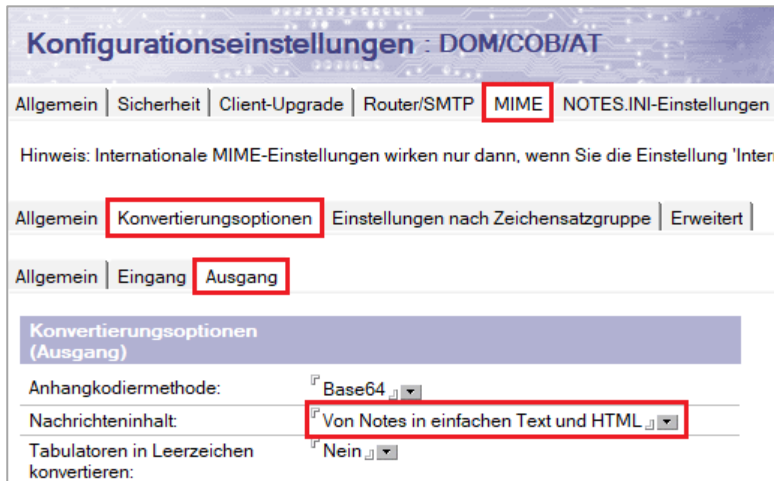 Konfigurationseinstellungen : DOM/COB/AT
Allgemein | Sicherheit | Client-Upgrade | Router/SMTP | MIME | NOTES.INI-Einstellungen
Hinweis: Internationale MIME-Einstellungen wirken nur dann, wenn Sie die Einstellung 'Inter
Allgemein | Konvertierungsoptionen | Einstellungen nach Zeichensatzgruppe | Erweitert |
Allgemein | Eingang | Ausgang
Konvertierungsoptionen
(Ausgang)
Anhangkodiermethode: Base64
Nachrichteninhalt: Von Notes in einfachen Text und HTML
Tabulatoren in Leerzeichen Nein
konvertieren: